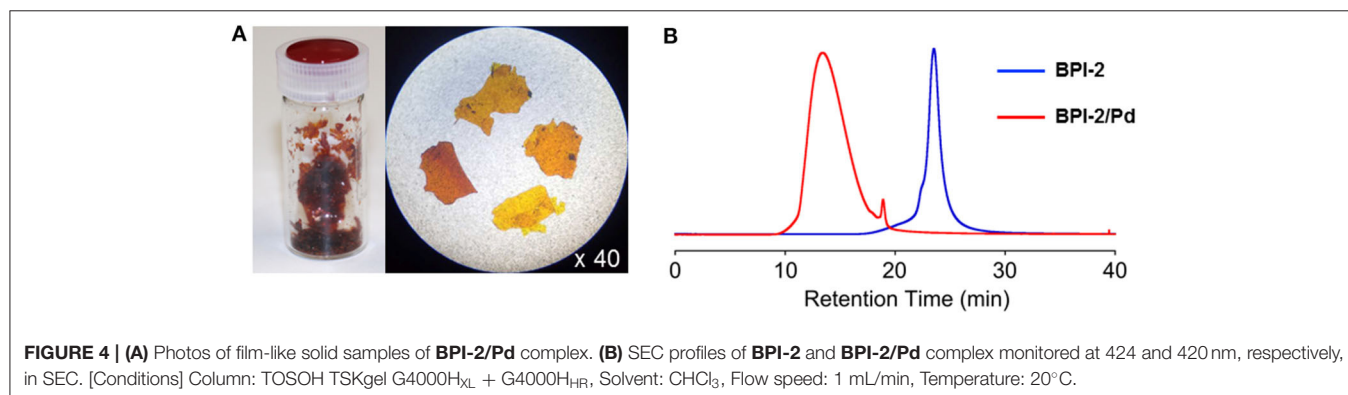 A
x 40
B
BPI-2
BPI-2/Pd
0 10 20 30 40
Retention Time (min)
FIGURE 4 | (A) Photos of film-like solid samples of BPI-2/Pd complex. (B) SEC profiles of BPI-2 and BPI-2/Pd complex monitored at 424 and 420 nm, respectively,
in SEC. [Conditions] Column: TOSOH TSKgel G4000HXL + G4000HHR, Solvent: CHCl3, Flow speed: 1 mL/min, Temperature: 20°C.